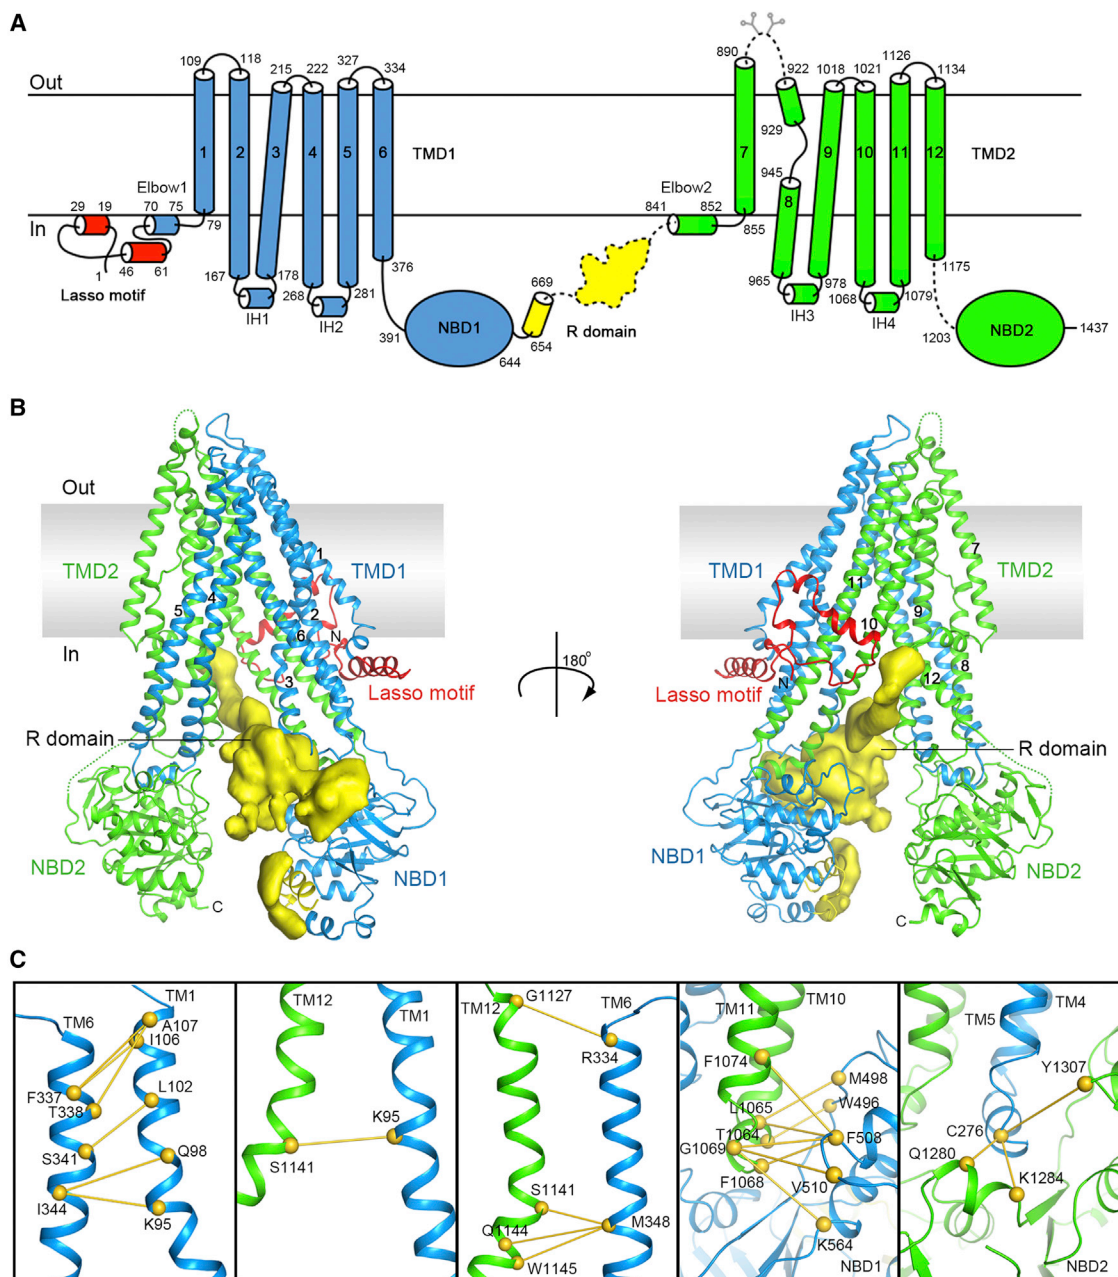 A
109
118
215
222
327
334
890
922
1018
1021
1126
1134
Out
1
2
3
4
5
6
TMD1
7
929
945
8
9
10
11
12
TMD2
Elbow1
Elbow2
29
19
70
75
79
In
841
852
855
1
46
61
Lasso motif
167
178
268
281
376
IH1
IH2
391
NBD1
644
654
669
R domain
965
978
1068
1079
1175
IH3
IH4
1203
NBD2
1437
B
Out
TMD2
TMD1
1
5
4
2
6
N
3
In
Lasso motif
R domain
NBD2
NBD1
C
180°
TMD1
TMD2
7
11
9
10
8
12
N
Lasso motif
R domain
NBD1
NBD2
C
C
TM1
TM6
A107
I106
L102
F337
T338
S341
Q98
I344
K95
TM12
TM1
K95
S1141
TM12
G1127
TM6
R334
S1141
Q1144
M348
W1145
TM11
TM10
F1074
M498
L1065
W496
T1064
F508
G1069
F1068
V510
K564
NBD1
TM4
TM5
Y1307
C276
Q1280
K1284
NBD2